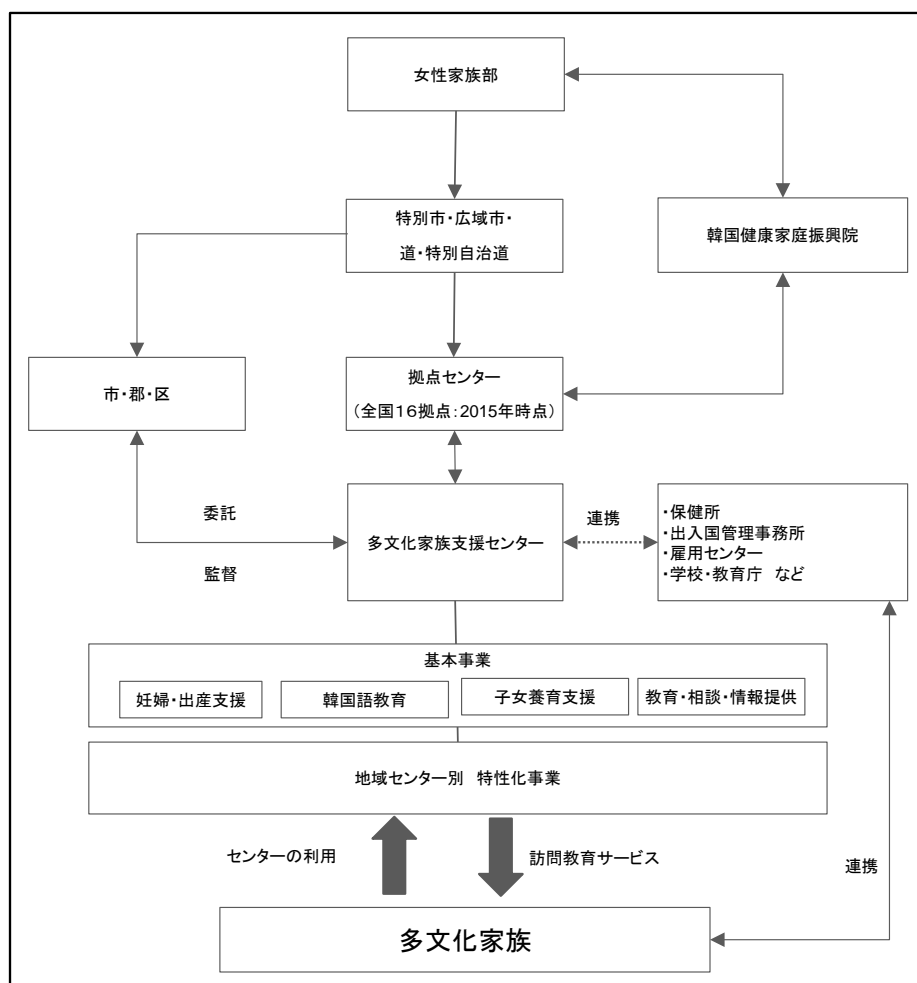 女性家族部
特別市・広域市・
道・特別自治道
韓国健康家庭振興院
市・郡・区
拠点センター
（全国１６拠点：2015年時点）
委託
監督
多文化家族支援センター
連携
・保健所
・出入国管理事務所
・雇用センター
・学校・教育庁　など
基本事業
妊婦・出産支援
韓国語教育
子女養育支援
教育・相談・情報提供
地域センター別　特性化事業
センターの利用
訪問教育サービス
連携
多文化家族